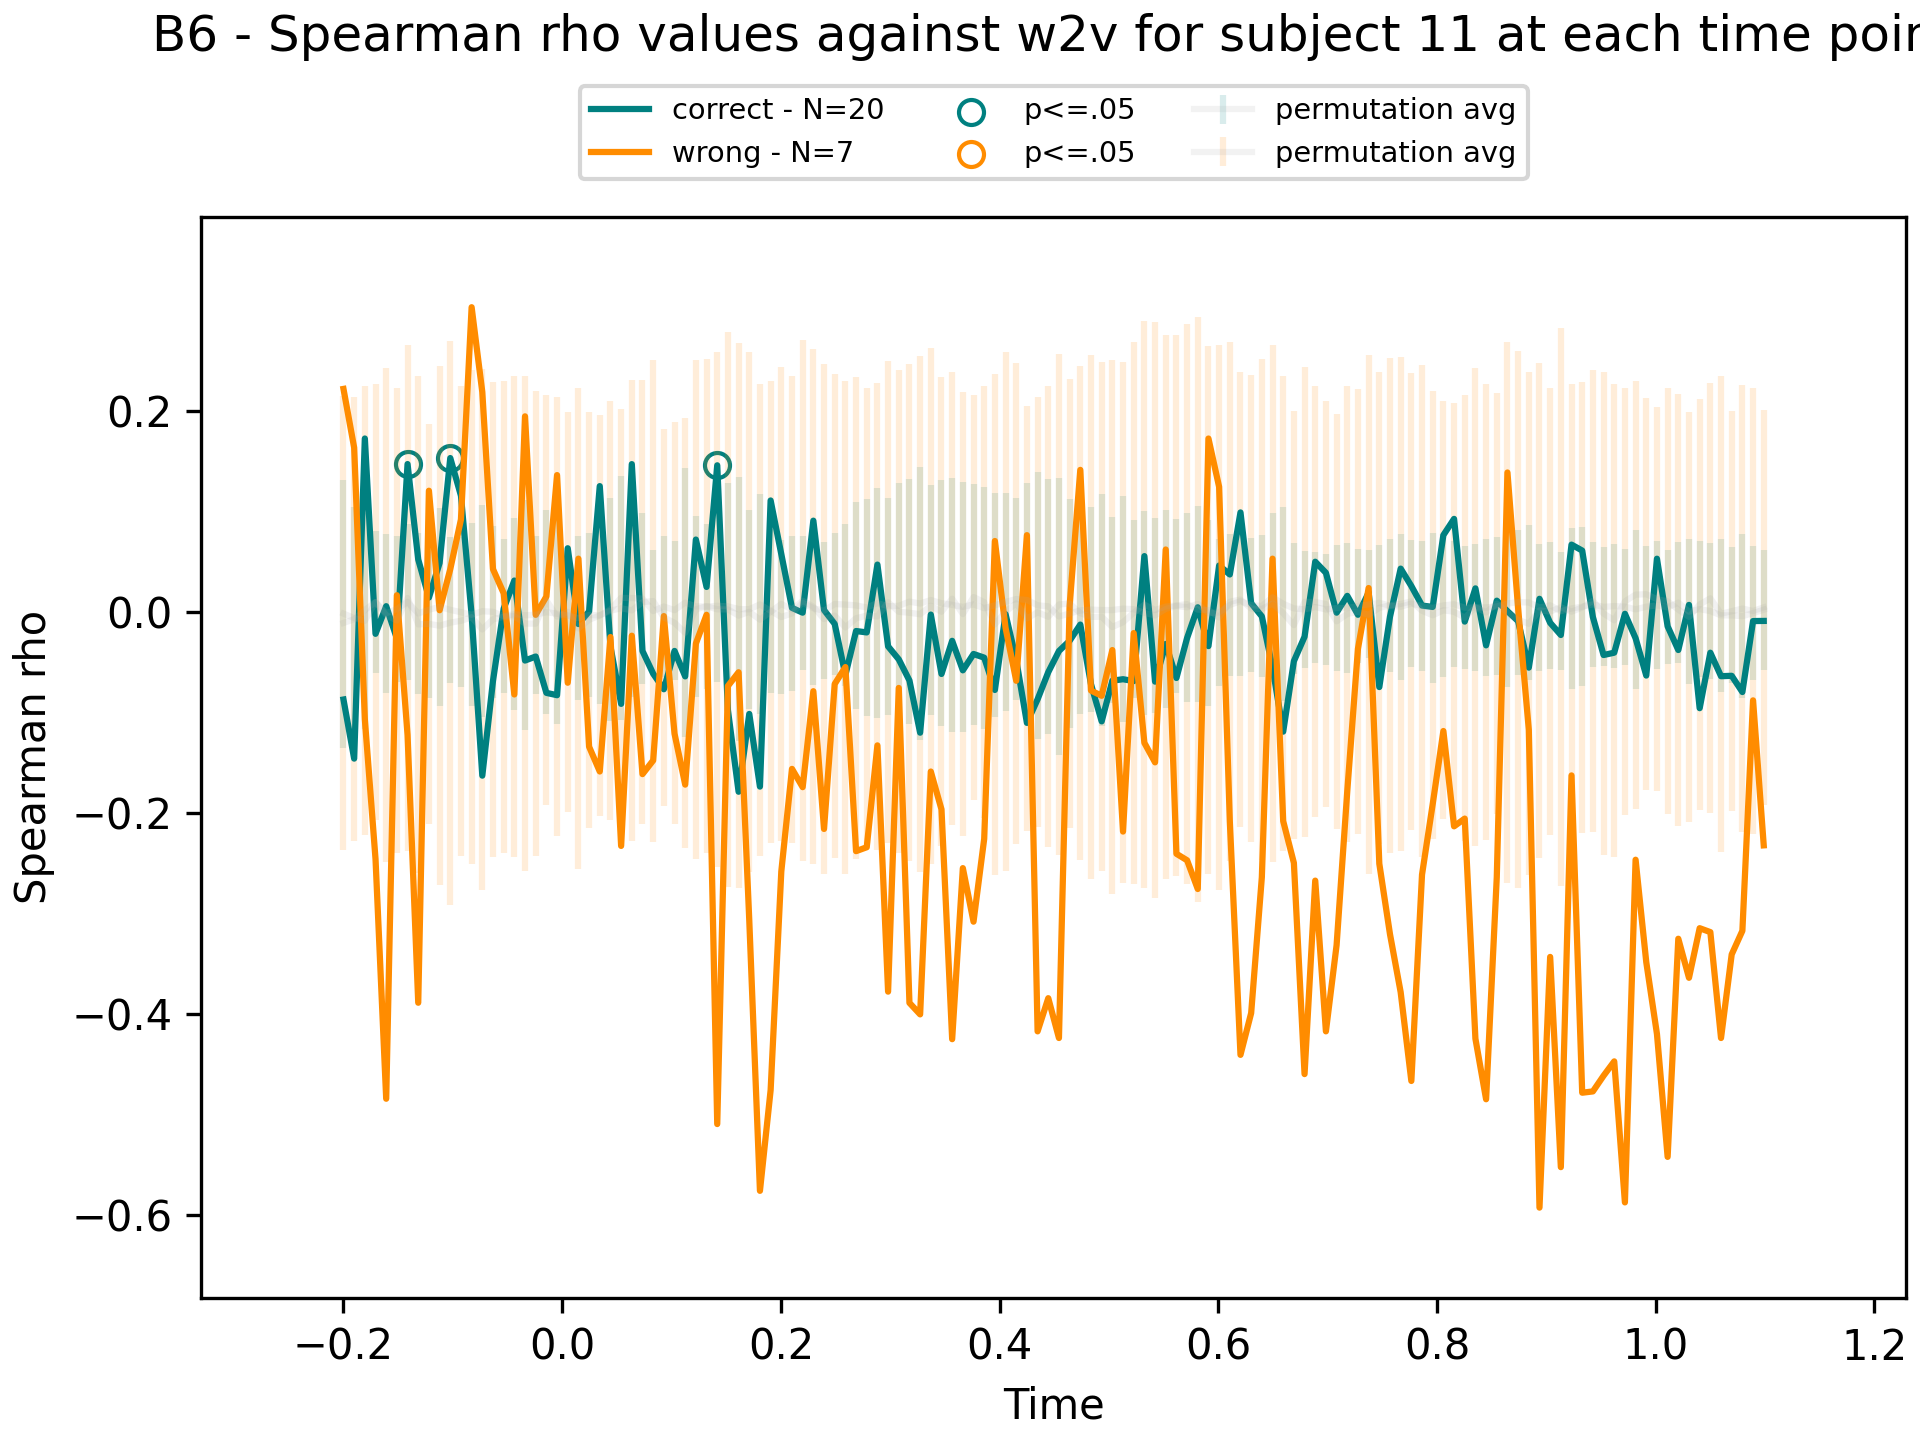 B6 - Spearman rho values against w2v for subject 11 at each time poin
correct - N=20
wrong - N=7
p<=.05
p<=.05
permutation avg
permutation avg
Spearman rho
0.2
0.0
−0.2
−0.4
−0.6
−0.2 0.0 0.2 0.4 0.6 0.8 1.0 1.2
Time